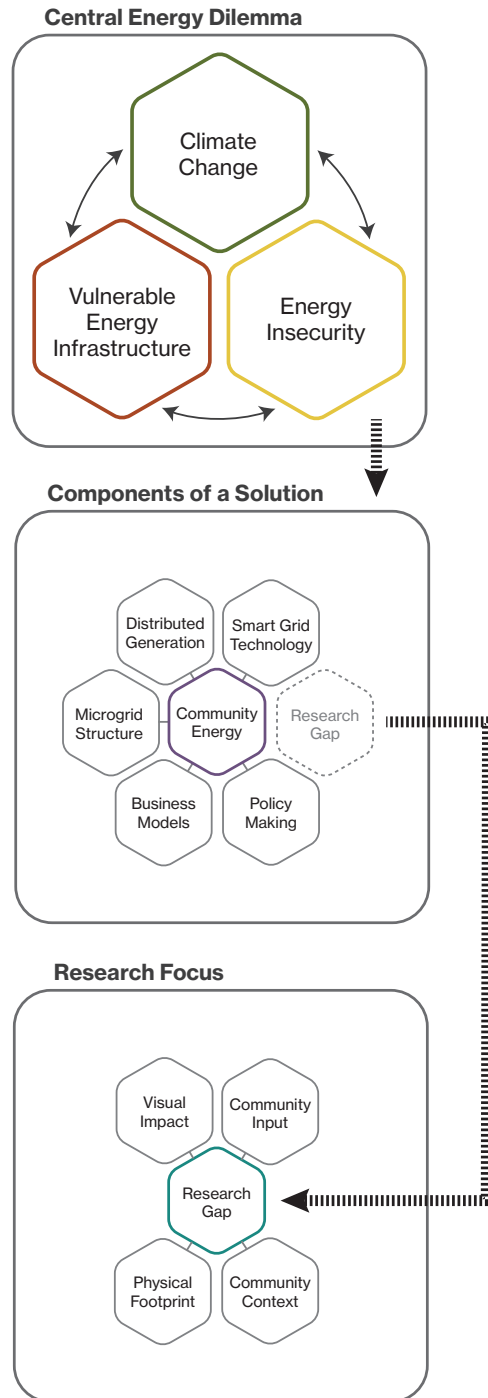 Central Energy Dilemma
Climate
Change
Vulnerable
Energy
Infrastructure
Energy
Insecurity
Components of a Solution
Distributed
Generation
Smart Grid
Technology
Microgrid
Structure
Community
Energy
Research
Gap
Business
Models
Policy
Making
Research Focus
Visual
Impact
Community
Input
Research
Gap
Physical
Footprint
Community
Context